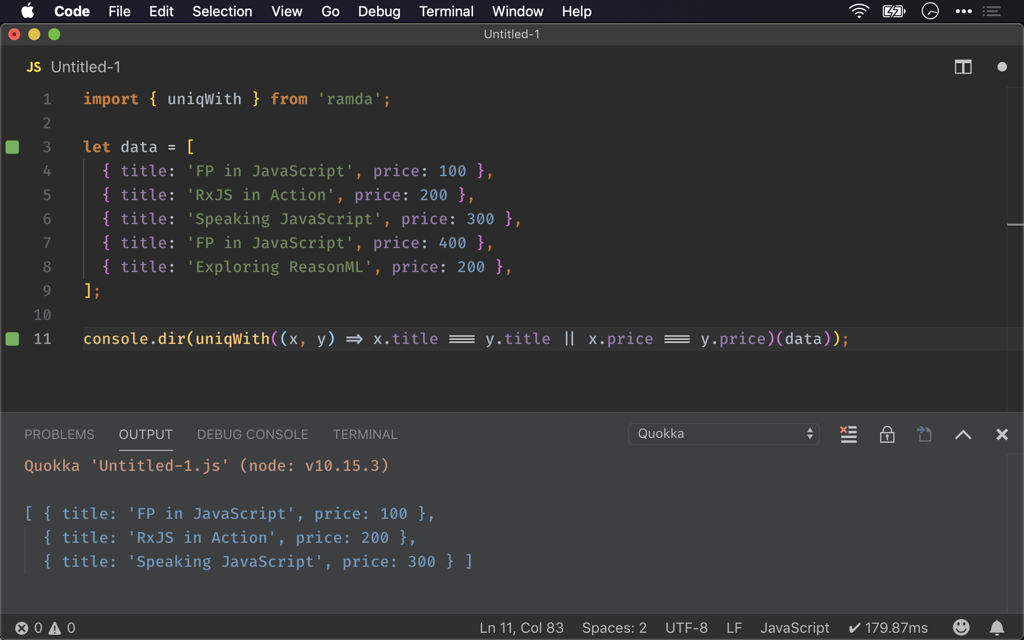 Code File Edit Selection View Go Debug Terminal Window Help
Untitled-1
JS Untitled-1
1 import { uniqWith } from 'ramda';
2
3 let data = [
4 { title: 'FP in JavaScript', price: 100 },
5 { title: 'RxJS in Action', price: 200 },
6 { title: 'Speaking JavaScript', price: 300 },
7 { title: 'FP in JavaScript', price: 400 },
8 { title: 'Exploring ReasonML', price: 200 },
9 ];
10
11 console.dir(uniqWith((x, y) => x.title === y.title || x.price === y.price)(data));
PROBLEMS OUTPUT DEBUG CONSOLE TERMINAL Quokka
Quokka 'Untitled-1.js' (node: v10.15.3)
[ { title: 'FP in JavaScript', price: 100 },
{ title: 'RxJS in Action', price: 200 },
{ title: 'Speaking JavaScript', price: 300 } ]
0 0 Ln 11, Col 83 Spaces: 2 UTF-8 LF JavaScript ✔ 179.87ms